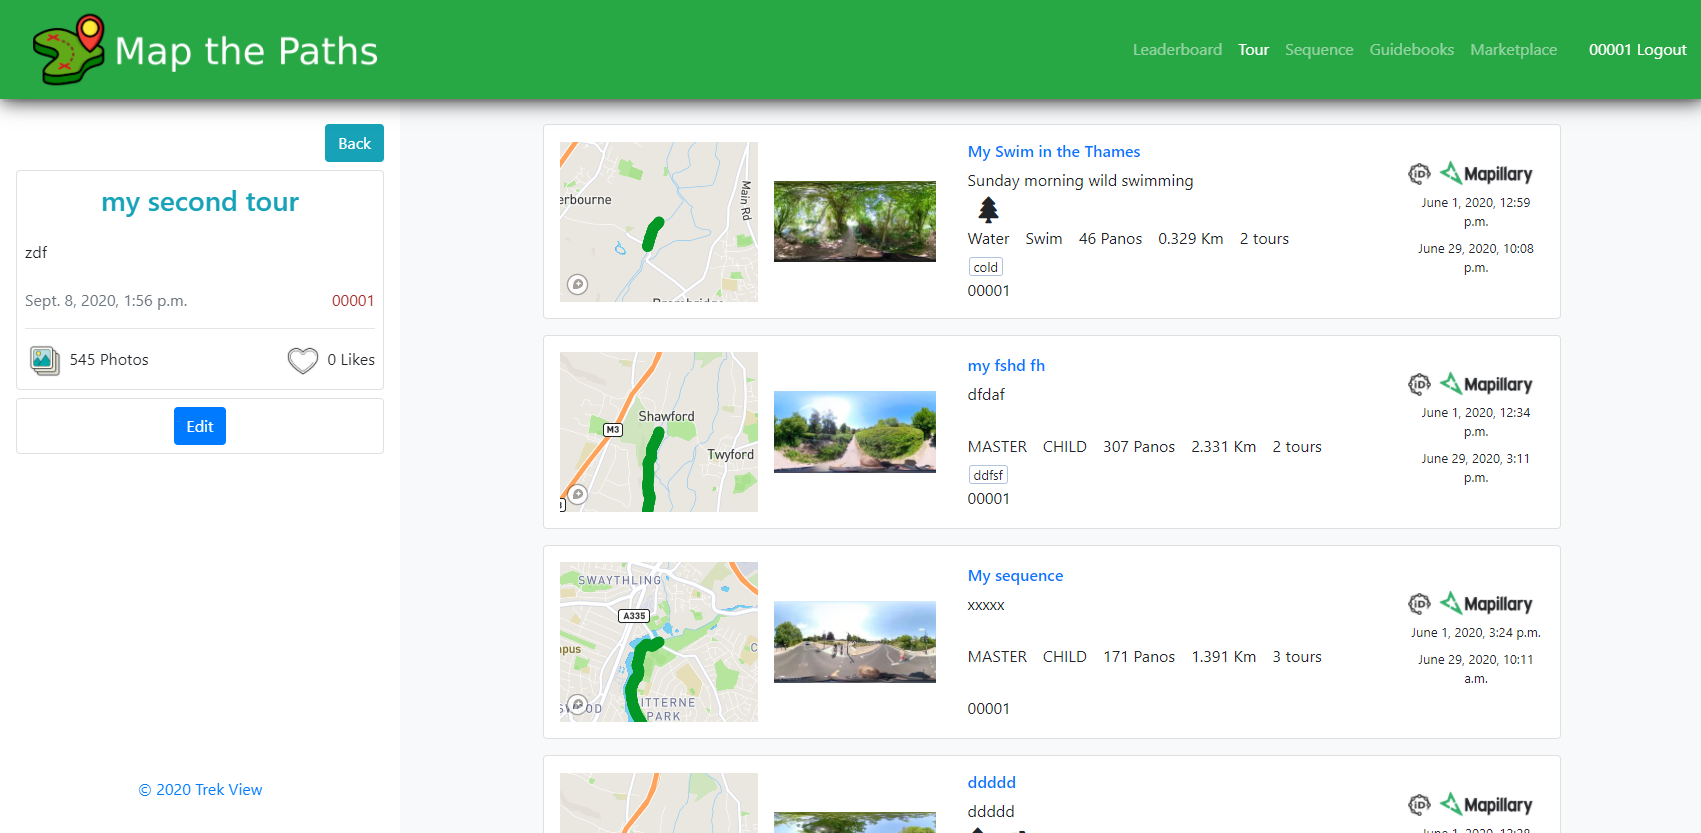 Map the Paths
Leaderboard Tour Sequence Guidebooks Marketplace 00001 Logout
Back
my second tour
zdf
Sept. 8, 2020, 1:56 p.m. 00001
545 Photos 0 Likes
Edit
© 2020 Trek View
erbourne
Main Rd
My Swim in the Thames
Sunday morning wild swimming
Water Swim 46 Panos 0.329 Km 2 tours
cold
00001
iD Mapillary
June 1, 2020, 12:59
p.m.
June 29, 2020, 10:08
p.m.
Shawford
M3
Twyford
my fshd fh
dfdaf
MASTER CHILD 307 Panos 2.331 Km 2 tours
ddfsf
00001
iD Mapillary
June 1, 2020, 12:34
p.m.
June 29, 2020, 3:11
p.m.
SWAYTHLING
A335
pus
ITTERNE
PARK
My sequence
xxxxx
MASTER CHILD 171 Panos 1.391 Km 3 tours
00001
iD Mapillary
June 1, 2020, 3:24 p.m.
June 29, 2020, 10:11
a.m.
ddddd
ddddd
iD Mapillary